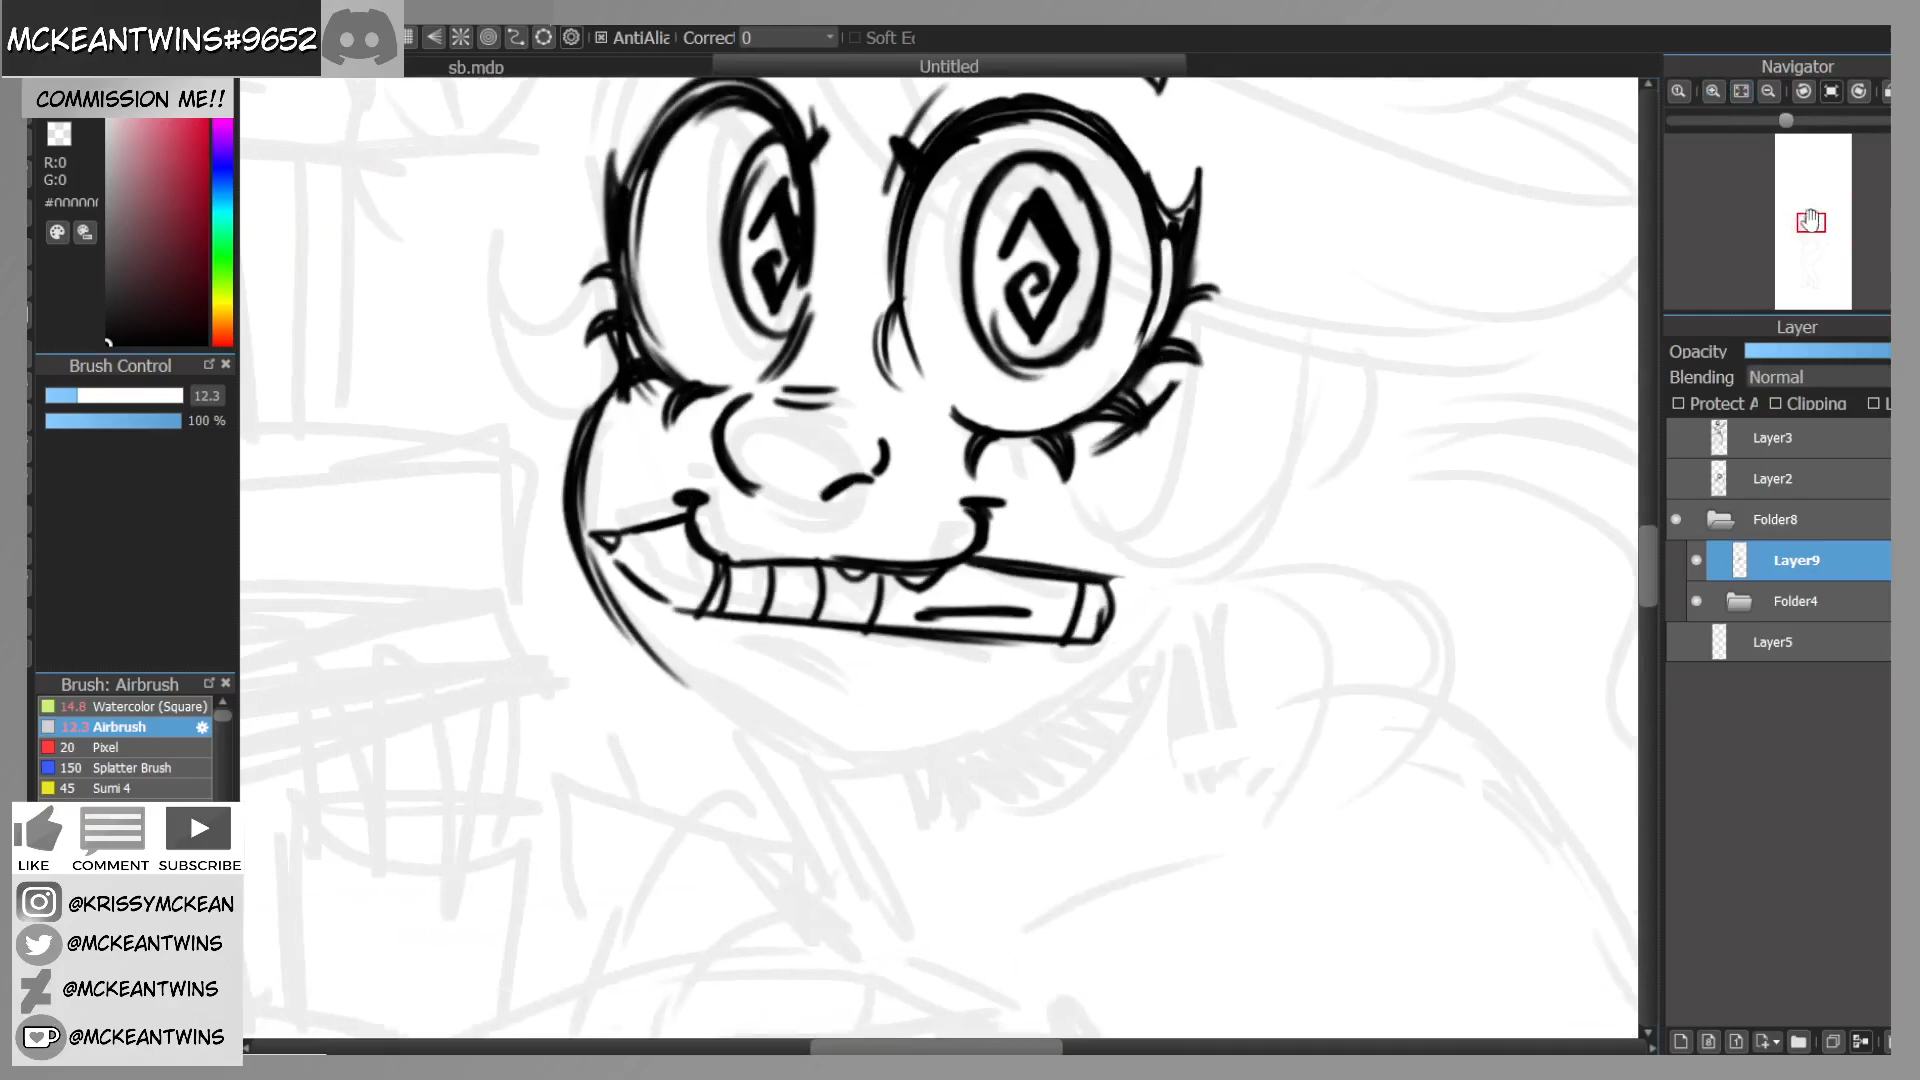 MCKEANTWINS#9652
AntiAlia Correct 0 Soft Ec
sb.mdp Untitled Navigator
COMMISSION ME!!
R:0
G:0
#000000
Brush Control
12.3
100 %
Layer
Opacity
Blending Normal
Protect A Clipping L
Layer3
Layer2
Folder8
Layer9
Folder4
Layer5
Brush: Airbrush
14.8 Watercolor (Square)
12.3 Airbrush
20 Pixel
150 Splatter Brush
45 Sumi 4
LIKE COMMENT SUBSCRIBE
@KRISSYMCKEAN
@MCKEANTWINS
@MCKEANTWINS
@MCKEANTWINS